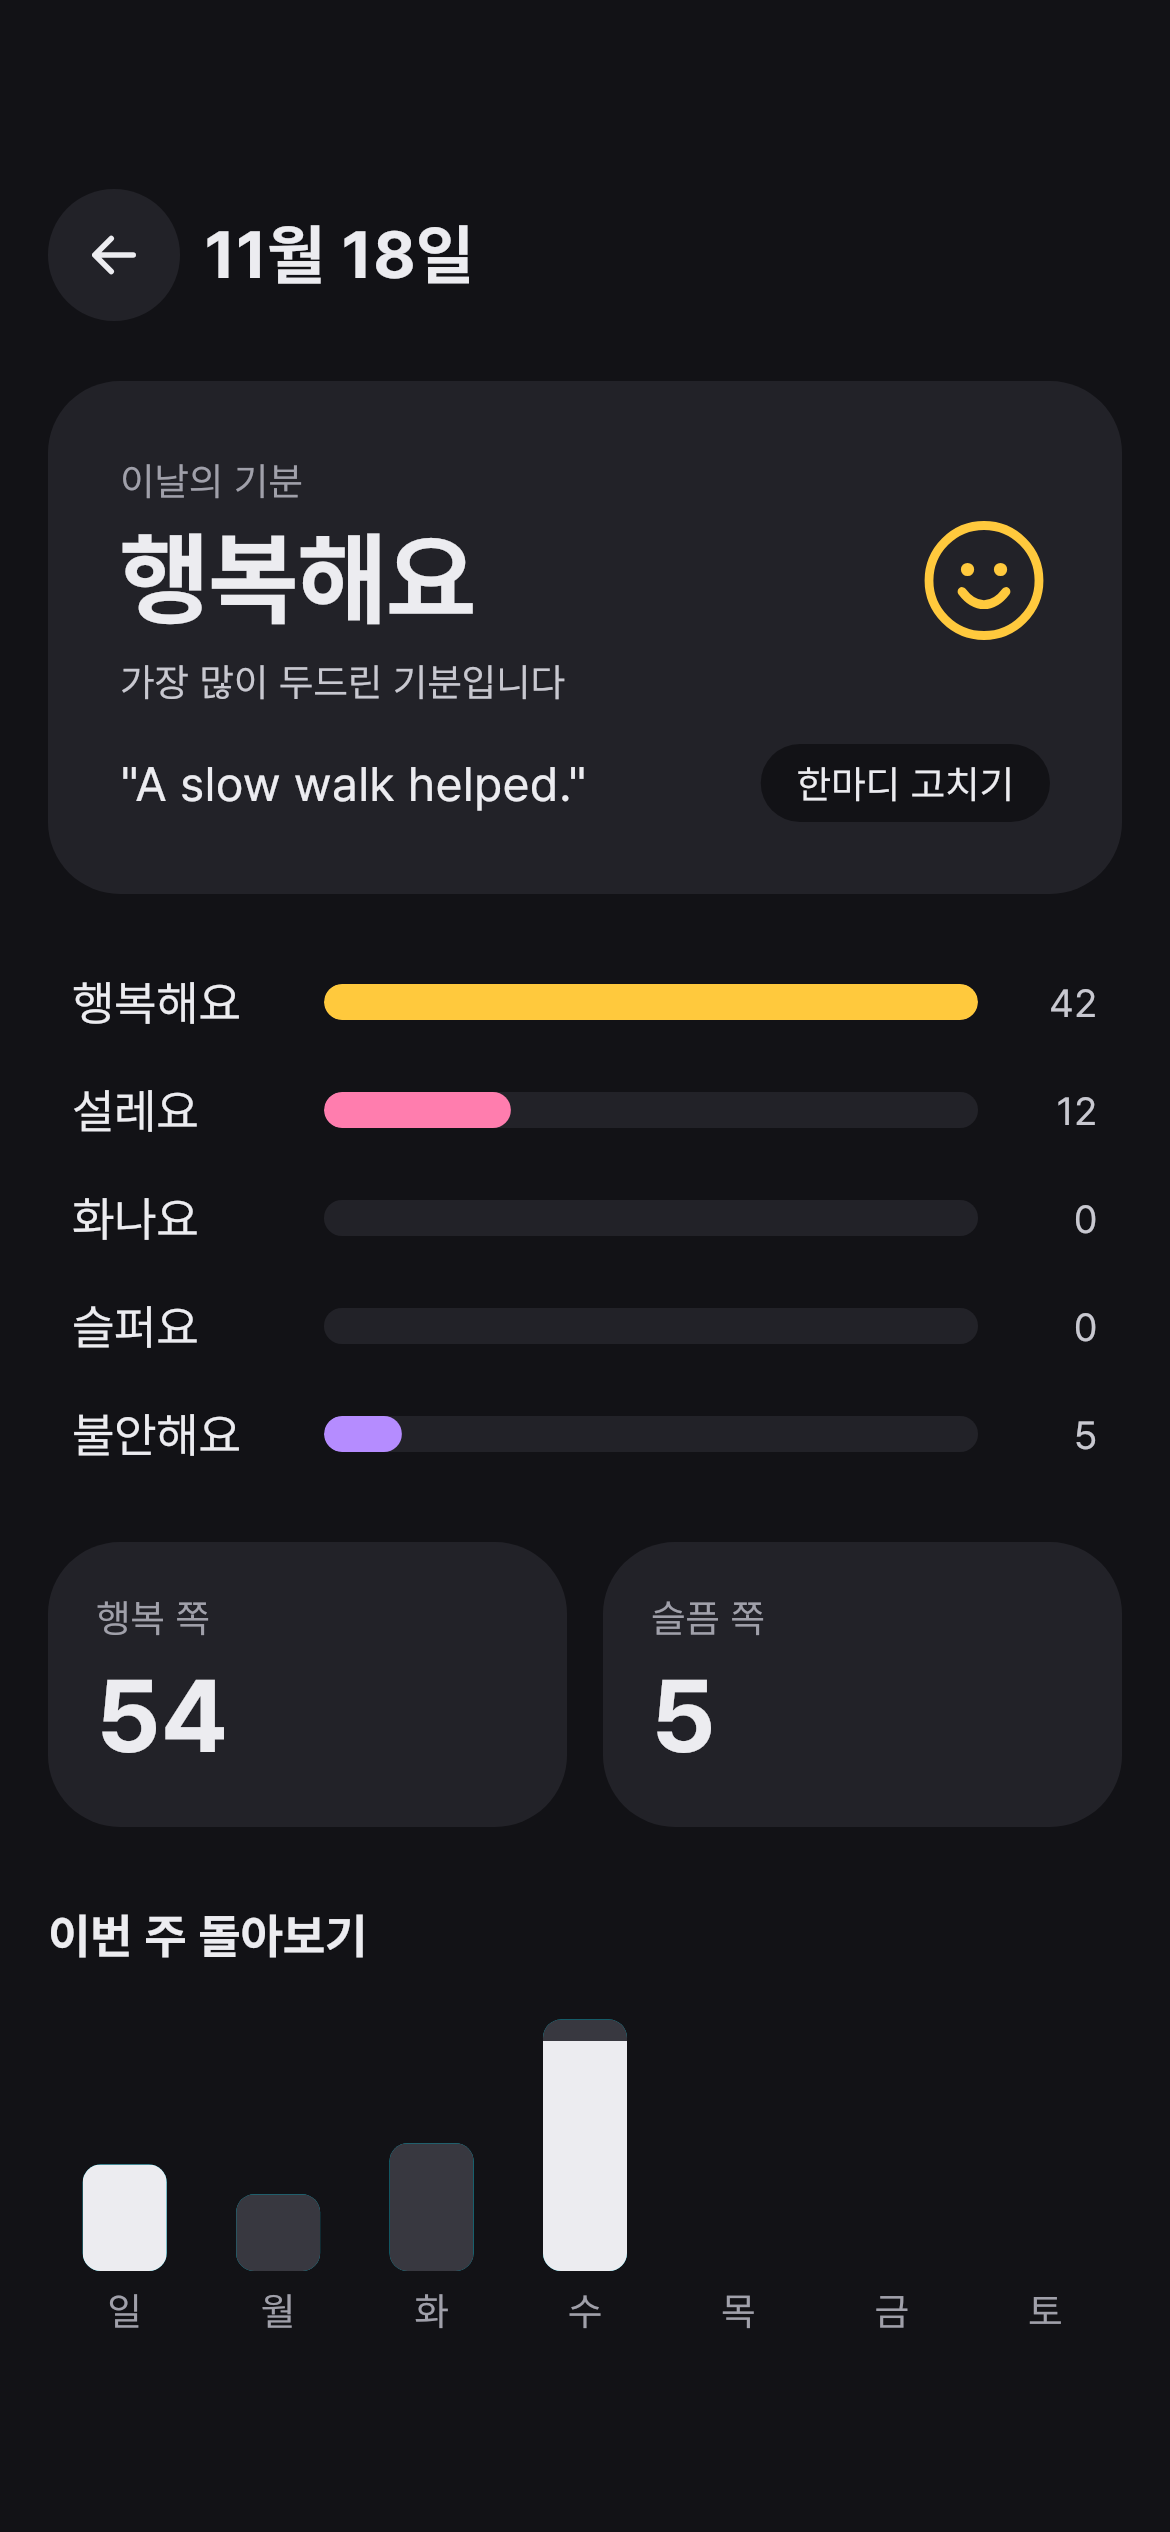 11월 18일
이날의 기분
행복해요
가장 많이 두드린 기분입니다
"A slow walk helped."
한마디 고치기
행복해요 42
설레요 12
화나요 0
슬퍼요 0
불안해요 5
행복 쪽
54
슬픔 쪽
5
이번 주 돌아보기
일 월 화 수 목 금 토